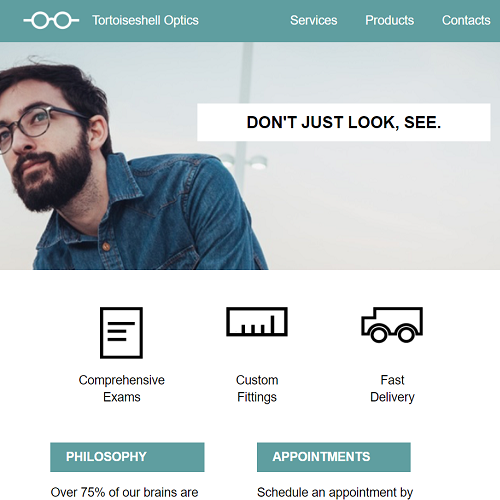 Tortoiseshell Optics Services Products Contacts
DON'T JUST LOOK, SEE.
Comprehensive
Exams
Custom
Fittings
Fast
Delivery
PHILOSOPHY
Over 75% of our brains are
APPOINTMENTS
Schedule an appointment by